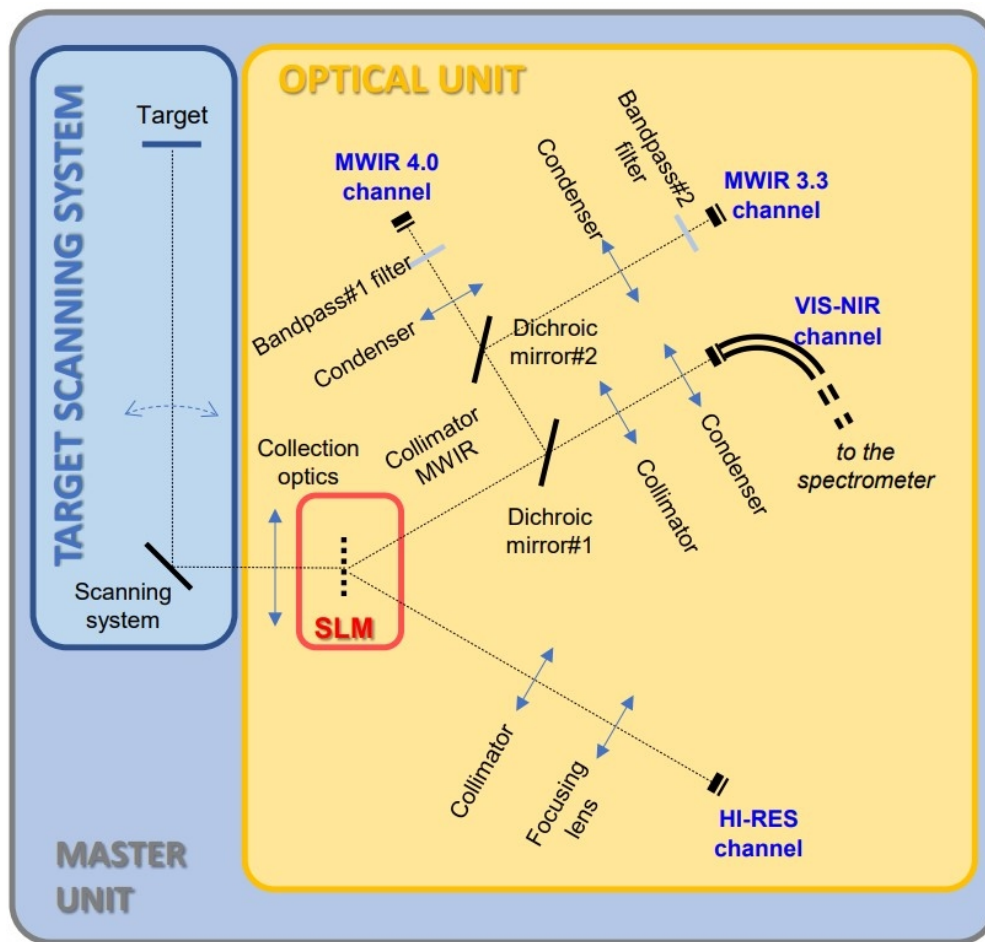 TARGET SCANNING SYSTEM
Target
Scanning
system
OPTICAL UNIT
MWIR 4.0
channel
Bandpass#1 filter
Condenser
Condenser
Bandpass#2
filter
MWIR 3.3
channel
Dichroic
mirror#2
VIS-NIR
channel
Collimator
MWIR
Collection
optics
Dichroic
mirror#1
Collimator
Condenser
to the
spectrometer
SLM
Collimator
Focusing
lens
HI-RES
channel
MASTER
UNIT